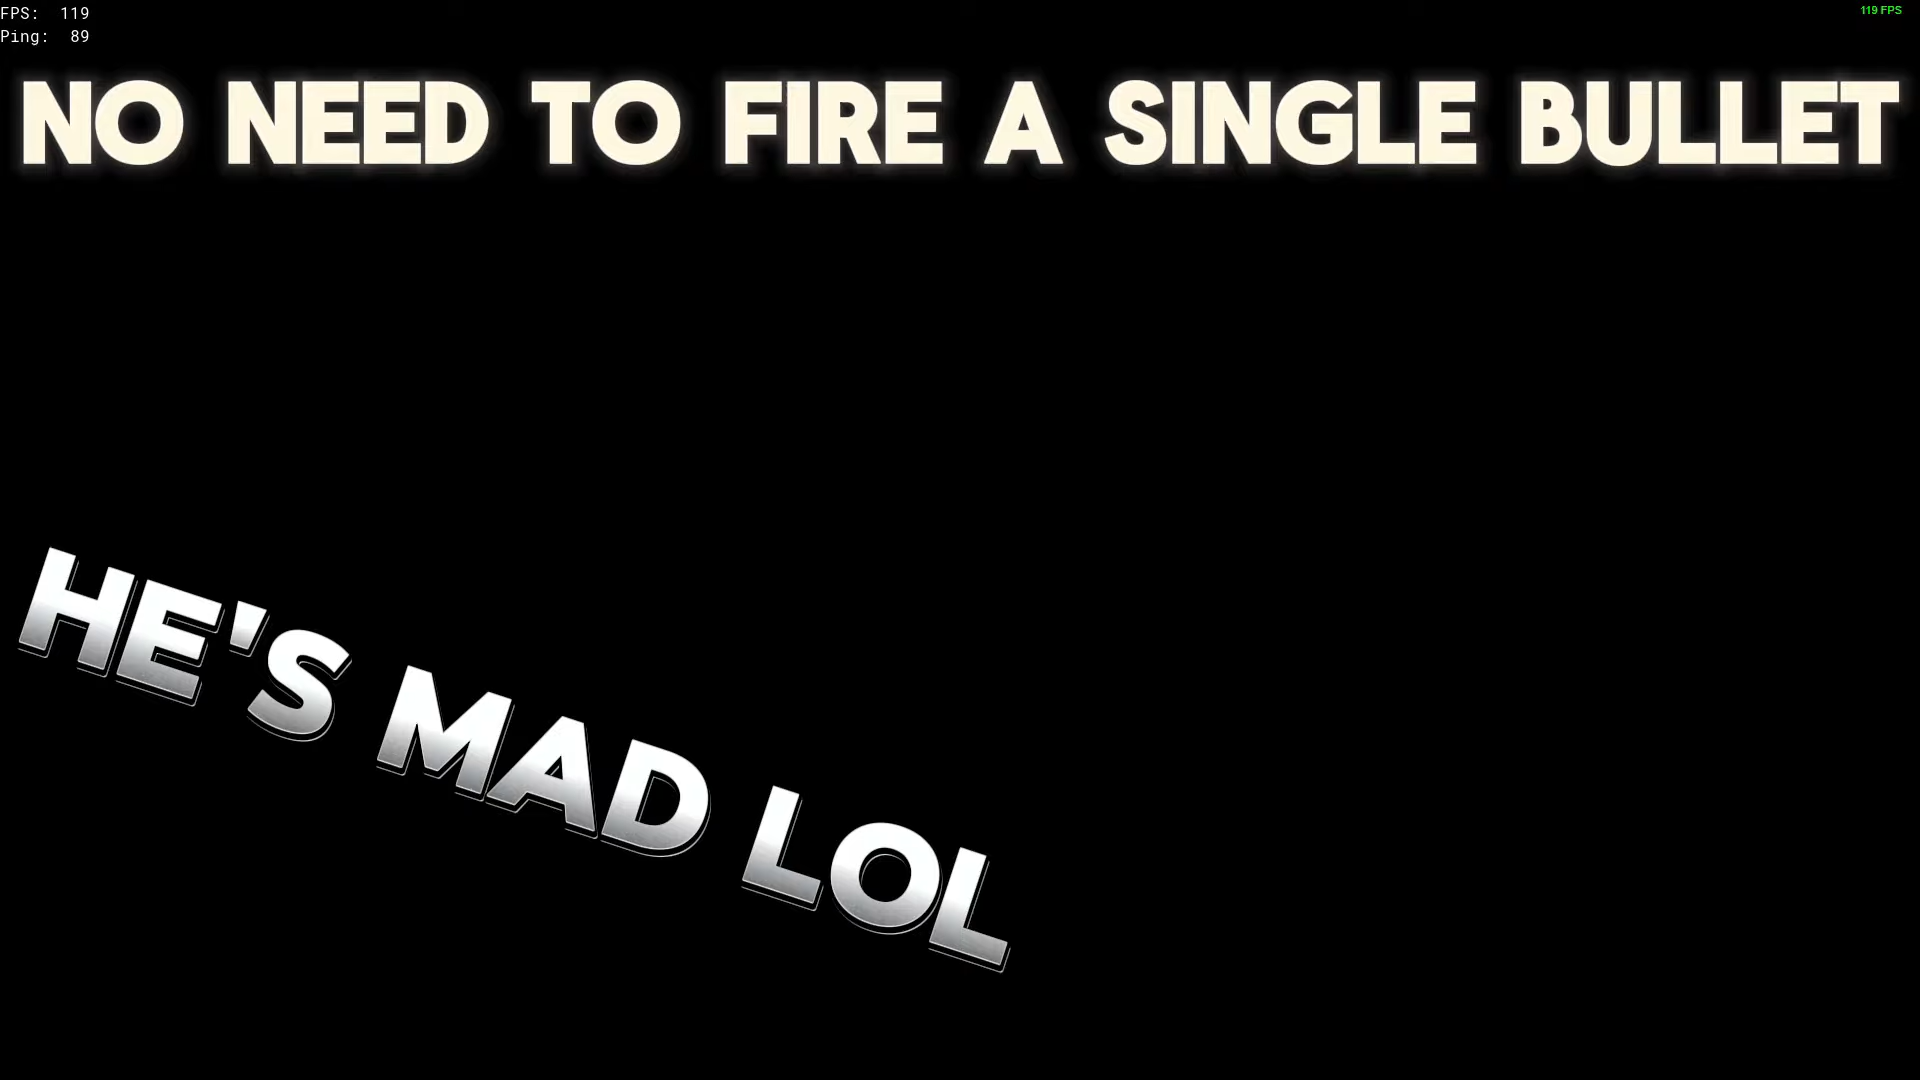 FPS:  119
119 FPS
Ping:  89
NO NEED TO FIRE A SINGLE BULLET
HE'S MAD LOL